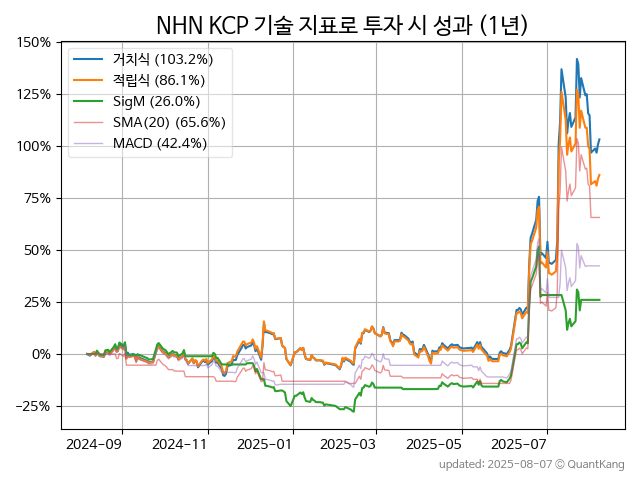 NHN KCP 기술 지표로 투자 시 성과 (1년)
150%
125%
100%
75%
50%
25%
0%
−25%
거치식 (103.2%)
적립식 (86.1%)
SigM (26.0%)
SMA(20) (65.6%)
MACD (42.4%)
2024-09
2024-11
2025-01
2025-03
2025-05
2025-07
updated: 2025-08-07 © QuantKang